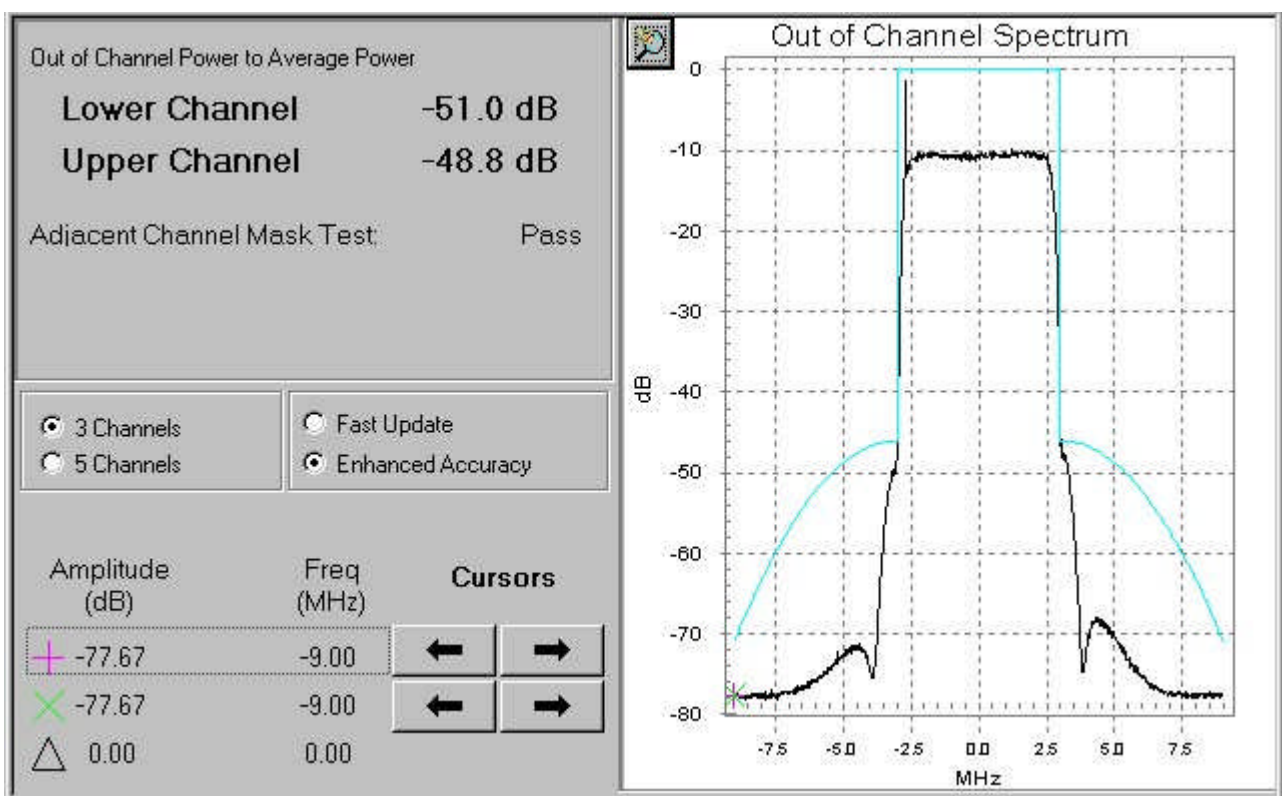 Out of Channel Power to Average Power
Lower Channel -51.0 dB
Upper Channel -48.8 dB
Adjacent Channel Mask Test: Pass
3 Channels
5 Channels
Fast Update
Enhanced Accuracy
Amplitude (dB)
Freq (MHz)
Cursors
-77.67 -9.00
-77.67 -9.00
0.00 0.00
Out of Channel Spectrum
0
-10
-20
-30
-40
-50
-60
-70
-80
dB
-7.5 -5.0 -2.5 0.0 2.5 5.0 7.5
MHz